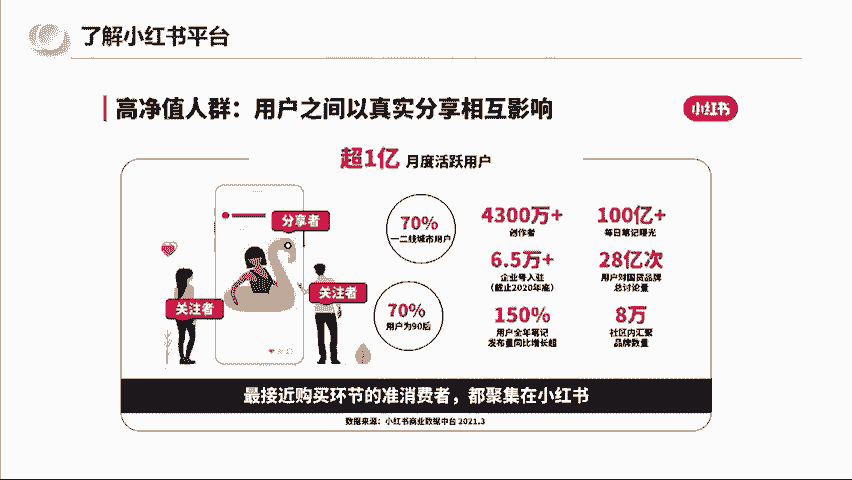 了解小红书平台
高净值人群：用户之间以真实分享相互影响
小红书
超1亿 月度活跃用户
分享者
关注者
关注者
70%
一二线城市用户
70%
用户为90后
4300万+
创作者
100亿+
每日笔记曝光
6.5万+
企业号入驻
（截止2020年底）
28亿次
用户对国货品牌
总讨论量
150%
用户全年笔记
发布量同比增长超
8万
社区内汇聚
品牌数量
最接近购买环节的准消费者，都聚集在小红书
数据来源：小红书商业数据中台 2021.3